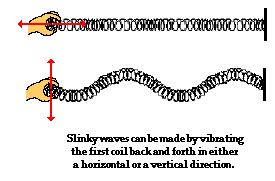 Slinky waves can be made by vibrating
the first coil back and forth in either
a horizontal or a vertical direction.